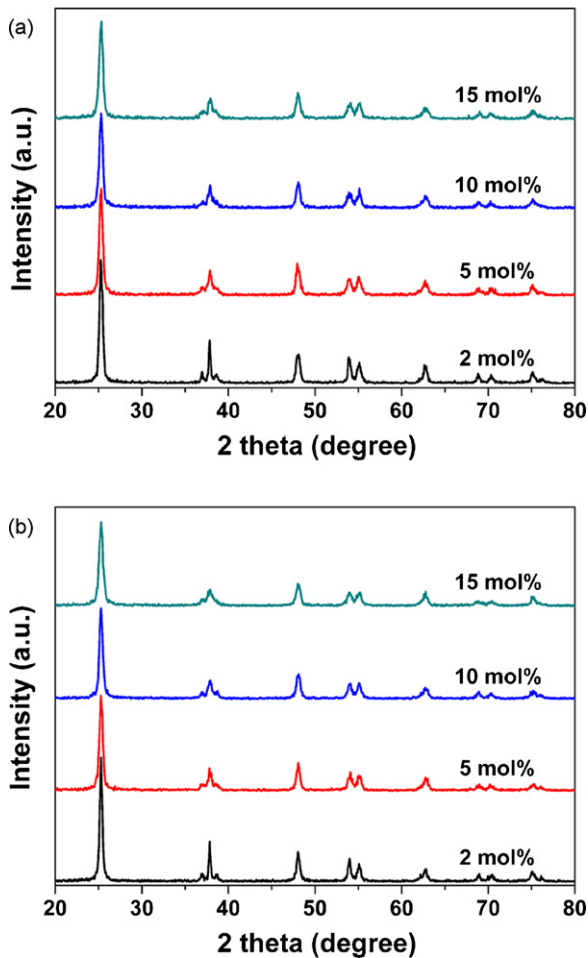 (a)
Intensity (a.u.)
15 mol%
10 mol%
5 mol%
2 mol%
20 30 40 50 60 70 80
2 theta (degree)
(b)
Intensity (a.u.)
15 mol%
10 mol%
5 mol%
2 mol%
20 30 40 50 60 70 80
2 theta (degree)